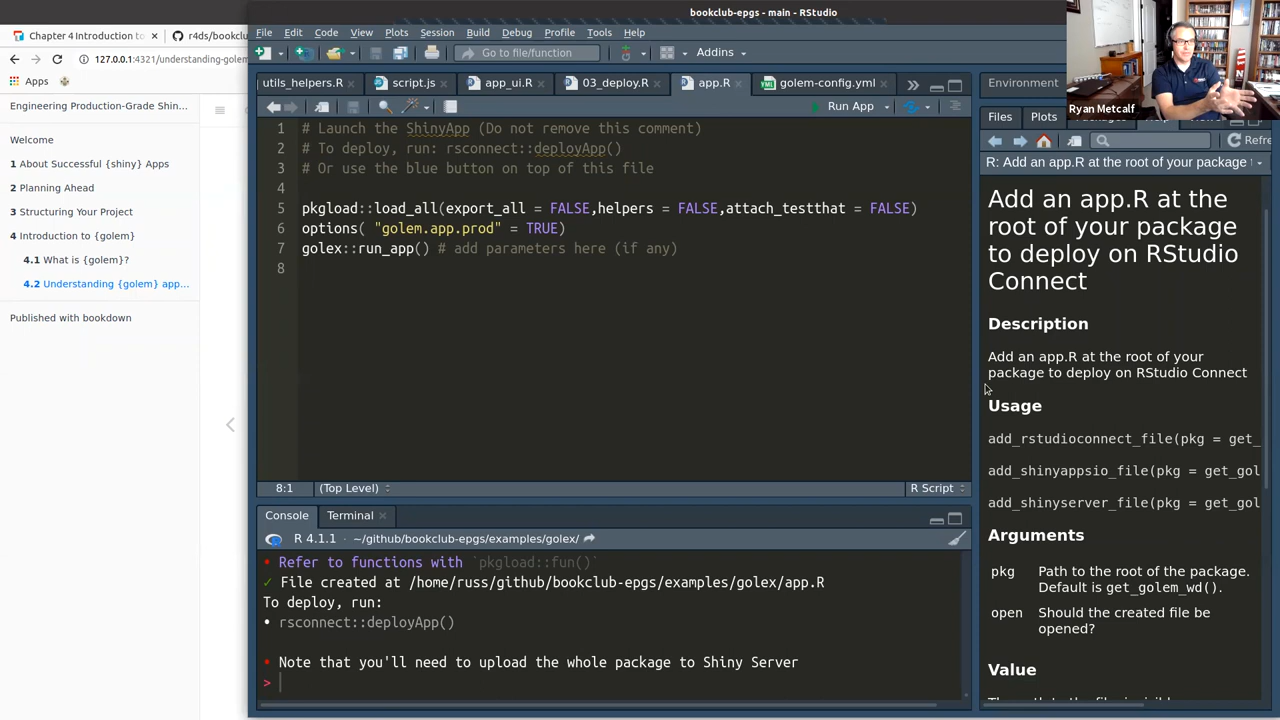 bookclub-epgs - main - RStudio
Chapter 4 Introduction to
r4ds/bookclu
127.0.0.1:4321/understanding-golem
Apps
Engineering Production-Grade Shin...
Welcome
1 About Successful {shiny} Apps
2 Planning Ahead
3 Structuring Your Project
4 Introduction to {golem}
4.1 What is {golem}?
4.2 Understanding {golem} app...
Published with bookdown
File Edit Code View Plots Session Build Debug Profile Tools Help
Go to file/function
Addins
utils_helpers.R
script.js
app_ui.R
03_deploy.R
app.R
golem-config.yml
Run App
1 # Launch the ShinyApp (Do not remove this comment)
2 # To deploy, run: rsconnect::deployApp()
3 # Or use the blue button on top of this file
4
5 pkgload::load_all(export_all = FALSE,helpers = FALSE,attach_testthat = FALSE)
6 options( "golem.app.prod" = TRUE)
7 golex::run_app() # add parameters here (if any)
8
8:1 (Top Level) R Script
Console Terminal
R 4.1.1 · ~/github/bookclub-epgs/examples/golex/
• Refer to functions with `pkgload::fun()`
✓ File created at /home/russ/github/bookclub-epgs/examples/golex/app.R
To deploy, run:
• rsconnect::deployApp()
• Note that you'll need to upload the whole package to Shiny Server
>
Environment
Ryan Metcalf
Files Plots
Refre
R: Add an app.R at the root of your package
Add an app.R at the
root of your package
to deploy on RStudio
Connect
Description
Add an app.R at the root of your
package to deploy on RStudio Connect
Usage
add_rstudioconnect_file(pkg = get_
add_shinyappsio_file(pkg = get_gol
add_shinyserver_file(pkg = get_gol
Arguments
pkg Path to the root of the package.
Default is get_golem_wd().
open Should the created file be
opened?
Value